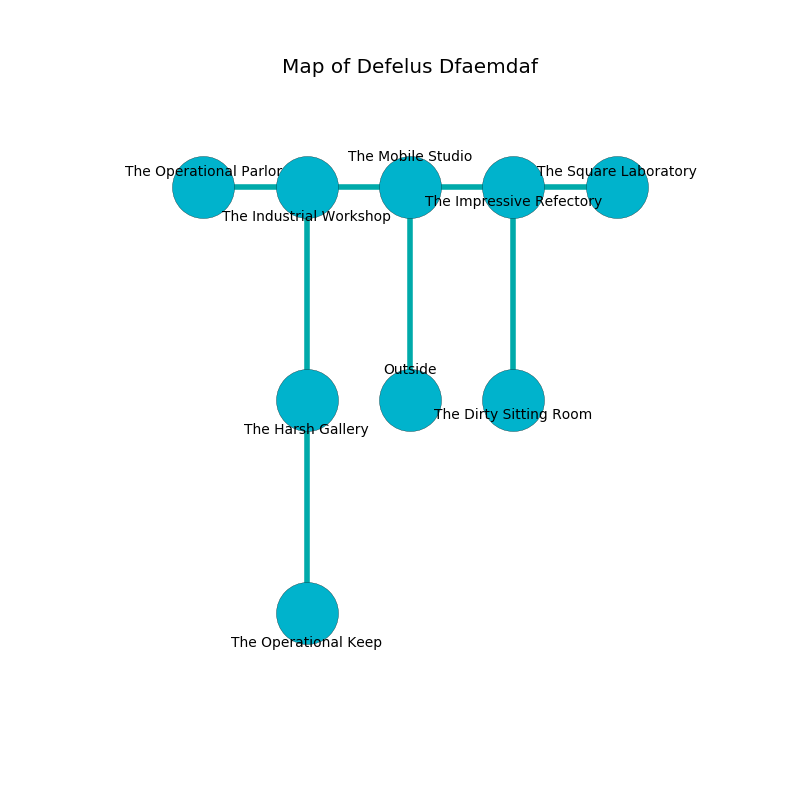 Map of Defelus Dfaemdaf
The Mobile Studio
The Operational Parlor
The Square Laboratory
The Impressive Refectory
The Industrial Workshop
Outside
The Dirty Sitting Room
The Harsh Gallery
The Operational Keep